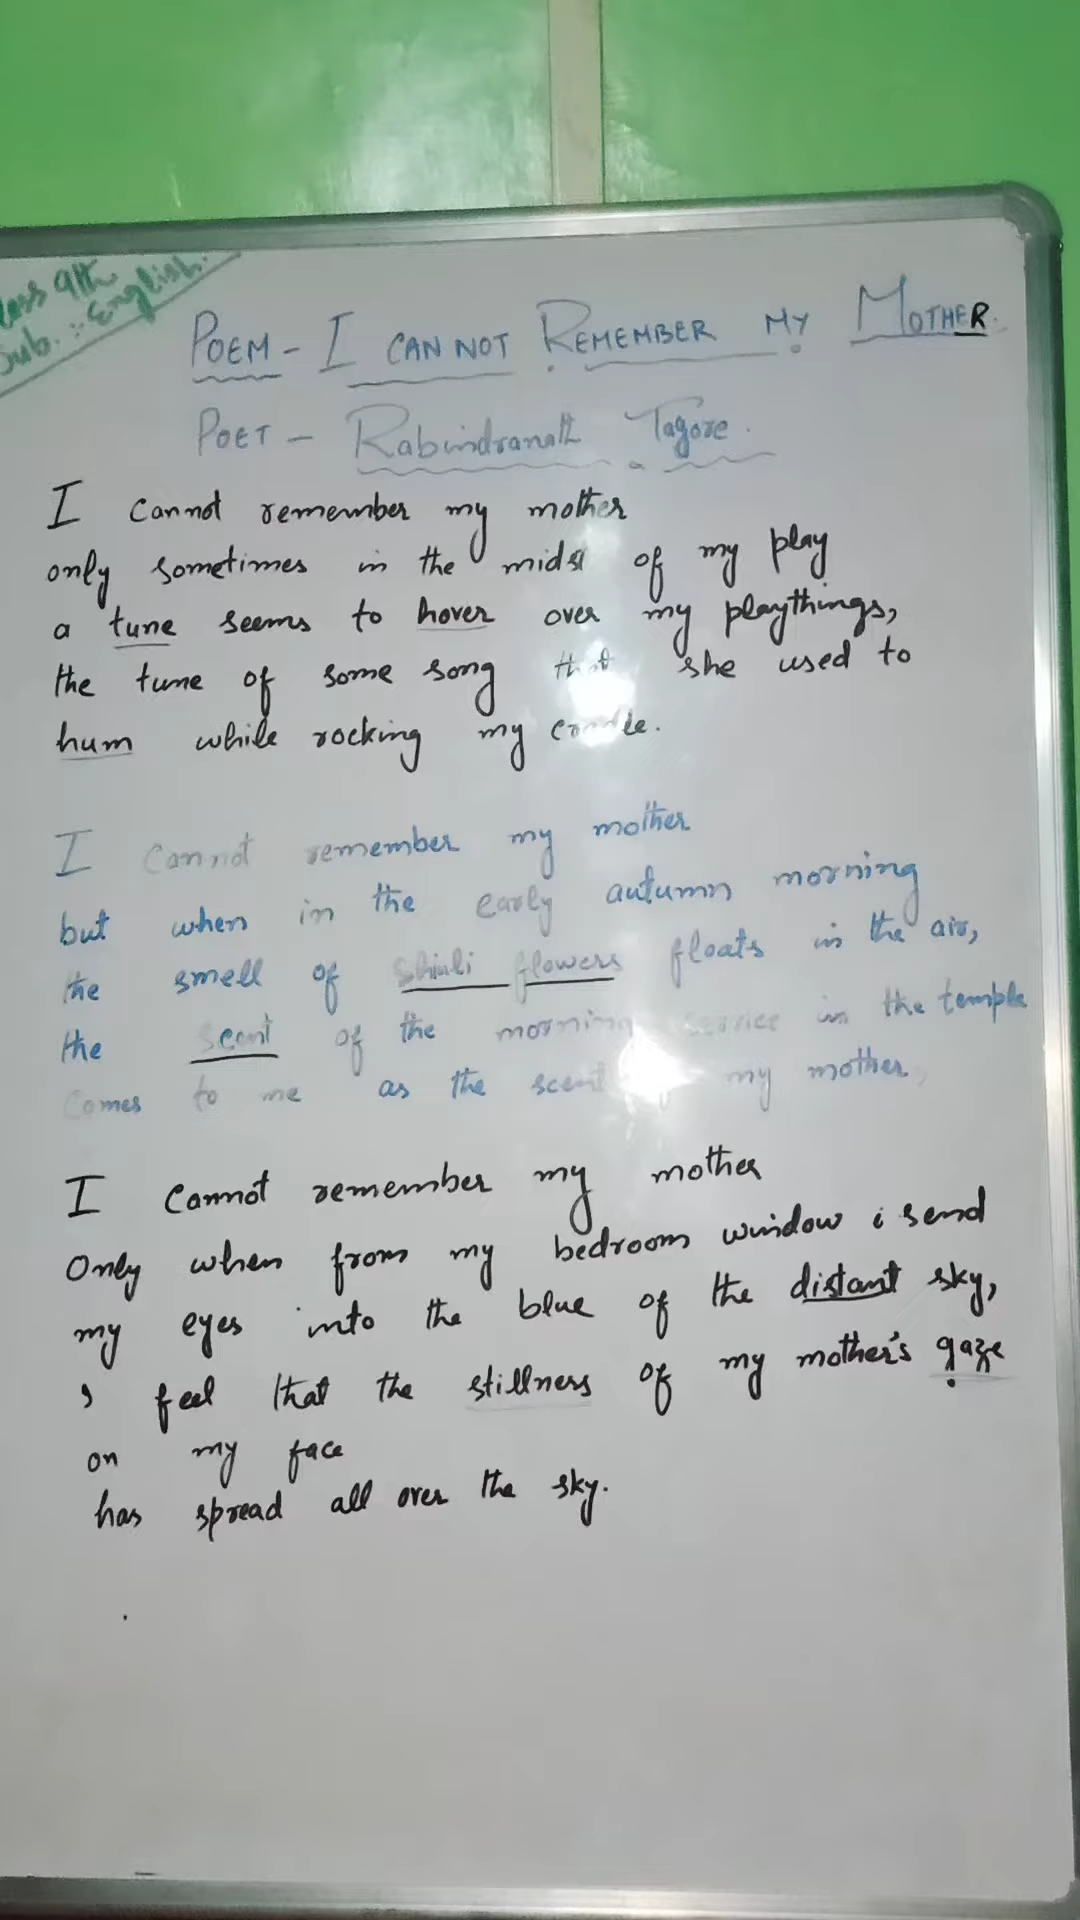 Class 9th
Sub. :- English.
POEM - I CAN NOT REMEMBER MY MOTHER.
POET - Rabindranath Tagore.
I cannot remember my mother
only sometimes in the midst of my play
a tune seems to hover over my playthings,
the tune of some song that she used to
hum while rocking my cradle.
I cannot remember my mother
but when in the early autumn morning
the smell of Shiuli flowers floats in the air,
the scent of the morning service in the temple
comes to me as the scent my mother,
I cannot remember my mother
Only when from my bedroom window i send
my eyes into the blue of the distant sky,
I feel that the stillness of my mother's gaze
on my face
has spread all over the sky.